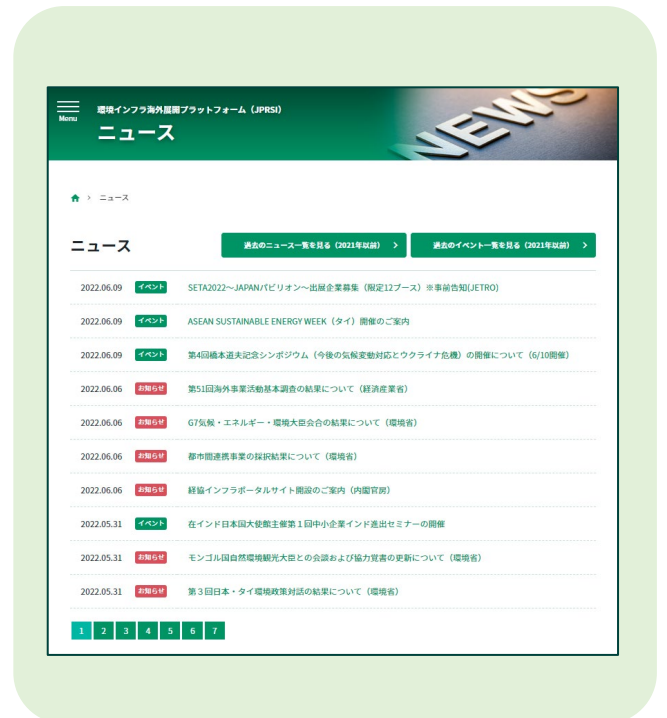 Menu
環境インフラ海外展開プラットフォーム（JPRSI）
ニュース
NEWS
ニュース
ニュース
過去のニュース一覧を見る（2021年以前）
過去のイベント一覧を見る（2021年以前）
2022.06.09 イベント SETA2022～JAPANパビリオン～出展企業募集（限定12ブース）※事前告知(JETRO)
2022.06.09 イベント ASEAN SUSTAINABLE ENERGY WEEK（タイ）開催のご案内
2022.06.09 イベント 第4回橋本道夫記念シンポジウム（今後の気候変動対応とウクライナ危機）の開催について（6/10開催）
2022.06.06 お知らせ 第51回海外事業活動基本調査の結果について（経済産業省）
2022.06.06 お知らせ G7気候・エネルギー・環境大臣会合の結果について（環境省）
2022.06.06 お知らせ 都市間連携事業の採択結果について（環境省）
2022.06.06 お知らせ 経協インフラポータルサイト開設のご案内（内閣官房）
2022.05.31 イベント 在インド日本国大使館主催第１回中小企業インド進出セミナーの開催
2022.05.31 お知らせ モンゴル国自然環境観光大臣との会談および協力覚書の更新について（環境省）
2022.05.31 お知らせ 第３回日本・タイ環境政策対話の結果について（環境省）
1 2 3 4 5 6 7